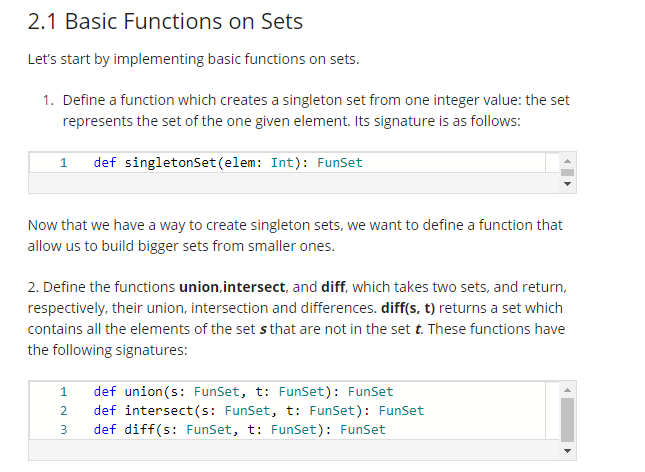 2.1 Basic Functions on Sets
Let's start by implementing basic functions on sets.
1. Define a function which creates a singleton set from one integer value: the set
represents the set of the one given element. Its signature is as follows:
1 def singletonSet(elem: Int): FunSet
Now that we have a way to create singleton sets, we want to define a function that
allow us to build bigger sets from smaller ones.
2. Define the functions union,intersect, and diff, which takes two sets, and return,
respectively, their union, intersection and differences. diff(s, t) returns a set which
contains all the elements of the set s that are not in the set t. These functions have
the following signatures:
1 def union(s: FunSet, t: FunSet): FunSet
2 def intersect(s: FunSet, t: FunSet): FunSet
3 def diff(s: FunSet, t: FunSet): FunSet